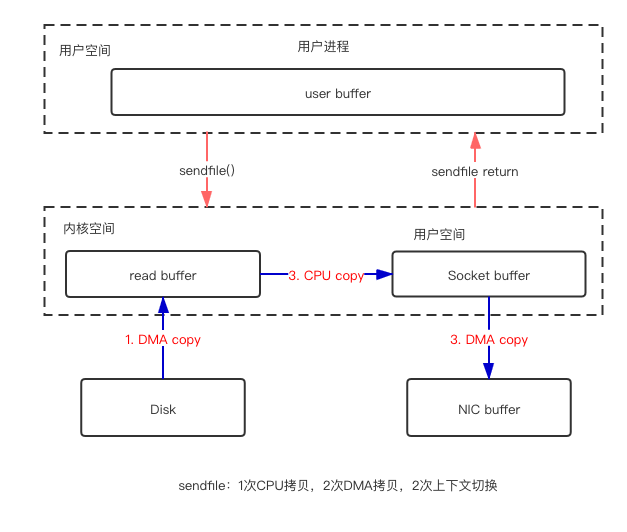 用户进程
用户空间
user buffer
sendfile()
sendfile return
内核空间
用户空间
read buffer
3. CPU copy
Socket buffer
1. DMA copy
3. DMA copy
Disk
NIC buffer
sendfile：1次CPU拷贝，2次DMA拷贝，2次上下文切换